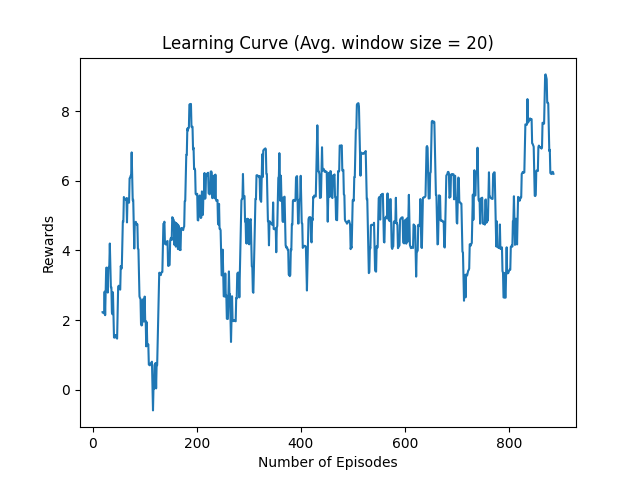 Learning Curve (Avg. window size = 20)
Rewards
8
6
4
2
0
0 200 400 600 800
Number of Episodes